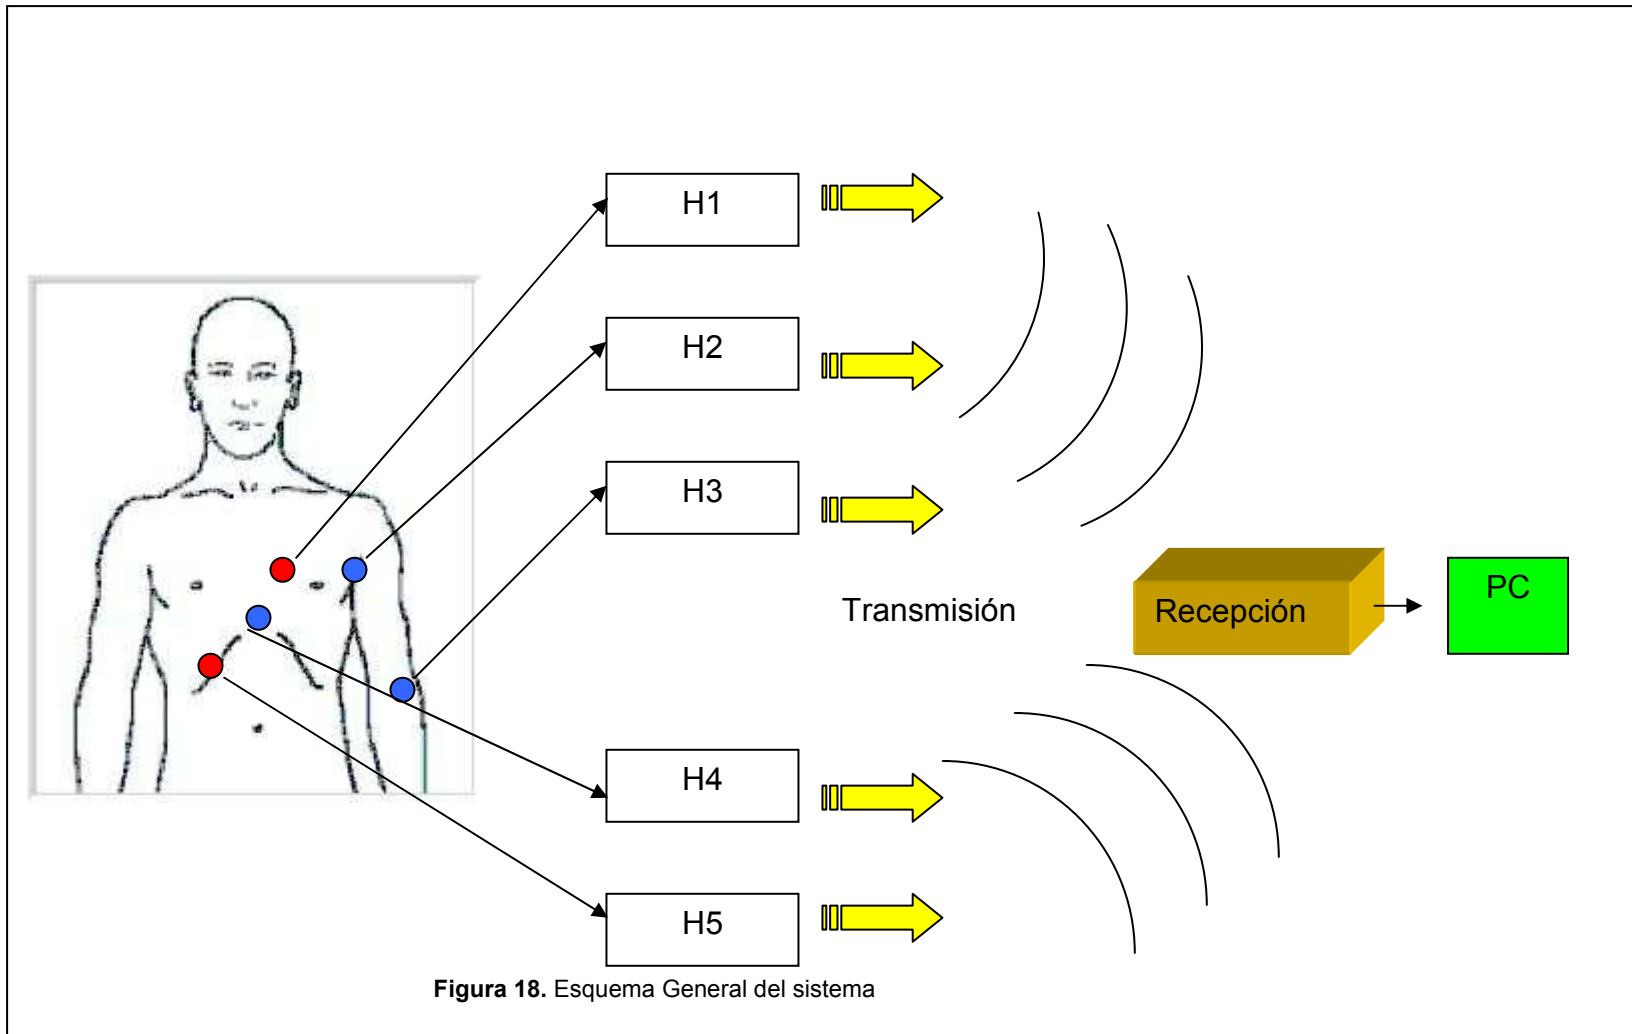 H1
H2
H3
Transmisión
Recepción
PC
H4
H5
Figura 18. Esquema General del sistema